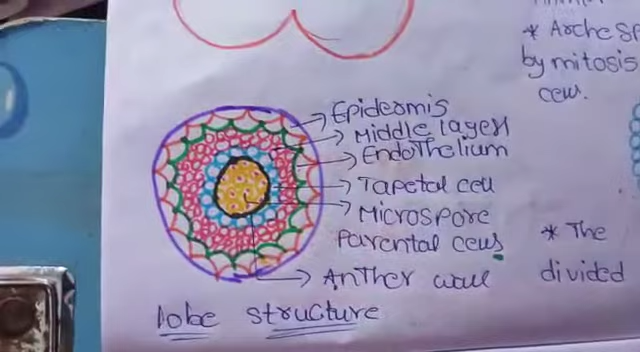 * Arche sp
by mitosis
cell.
Epidermis
Middle layer
Endothelium
Tapetal cell
Microspore
Parental cells
Anther wall
* The
divided
lobe structure